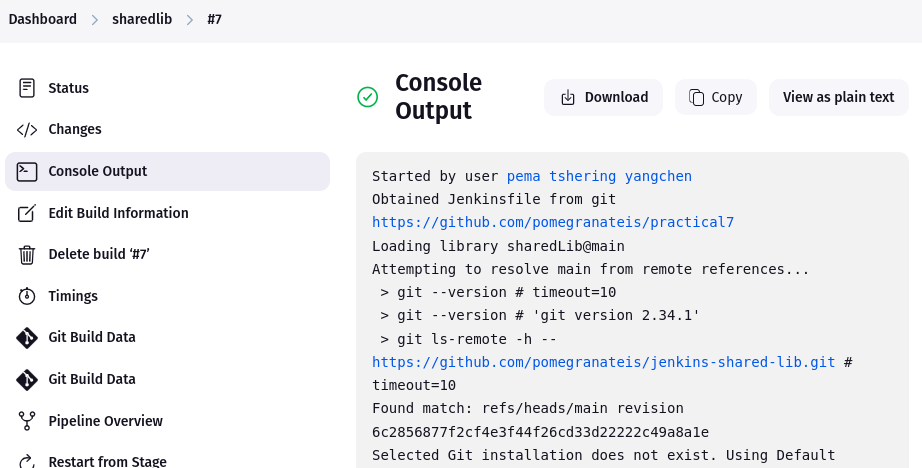 Dashboard > sharedlib > #7
Status
Changes
Console Output
Edit Build Information
Delete build ‘#7’
Timings
Git Build Data
Git Build Data
Pipeline Overview
Restart from Stage
Console
Output
Download
Copy
View as plain text
Started by user pema tshering yangchen
Obtained Jenkinsfile from git
https://github.com/pomegranateis/practical7
Loading library sharedLib@main
Attempting to resolve main from remote references...
> git --version # timeout=10
> git --version # 'git version 2.34.1'
> git ls-remote -h --
https://github.com/pomegranateis/jenkins-shared-lib.git #
timeout=10
Found match: refs/heads/main revision
6c2856877f2cf4e3f44f26cd33d22222c49a8a1e
Selected Git installation does not exist. Using Default